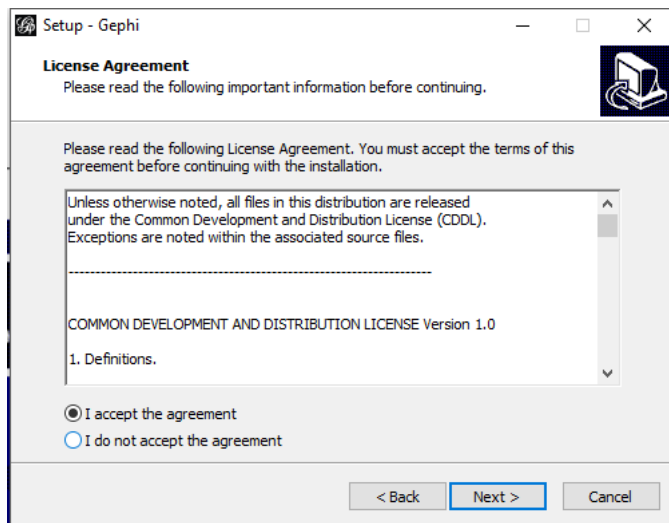 Setup - Gephi
License Agreement
Please read the following important information before continuing.
Please read the following License Agreement. You must accept the terms of this
agreement before continuing with the installation.
Unless otherwise noted, all files in this distribution are released
under the Common Development and Distribution License (CDDL).
Exceptions are noted within the associated source files.
--------------------------------------------------------------------
COMMON DEVELOPMENT AND DISTRIBUTION LICENSE Version 1.0
1. Definitions.
I accept the agreement
I do not accept the agreement
< Back Next > Cancel